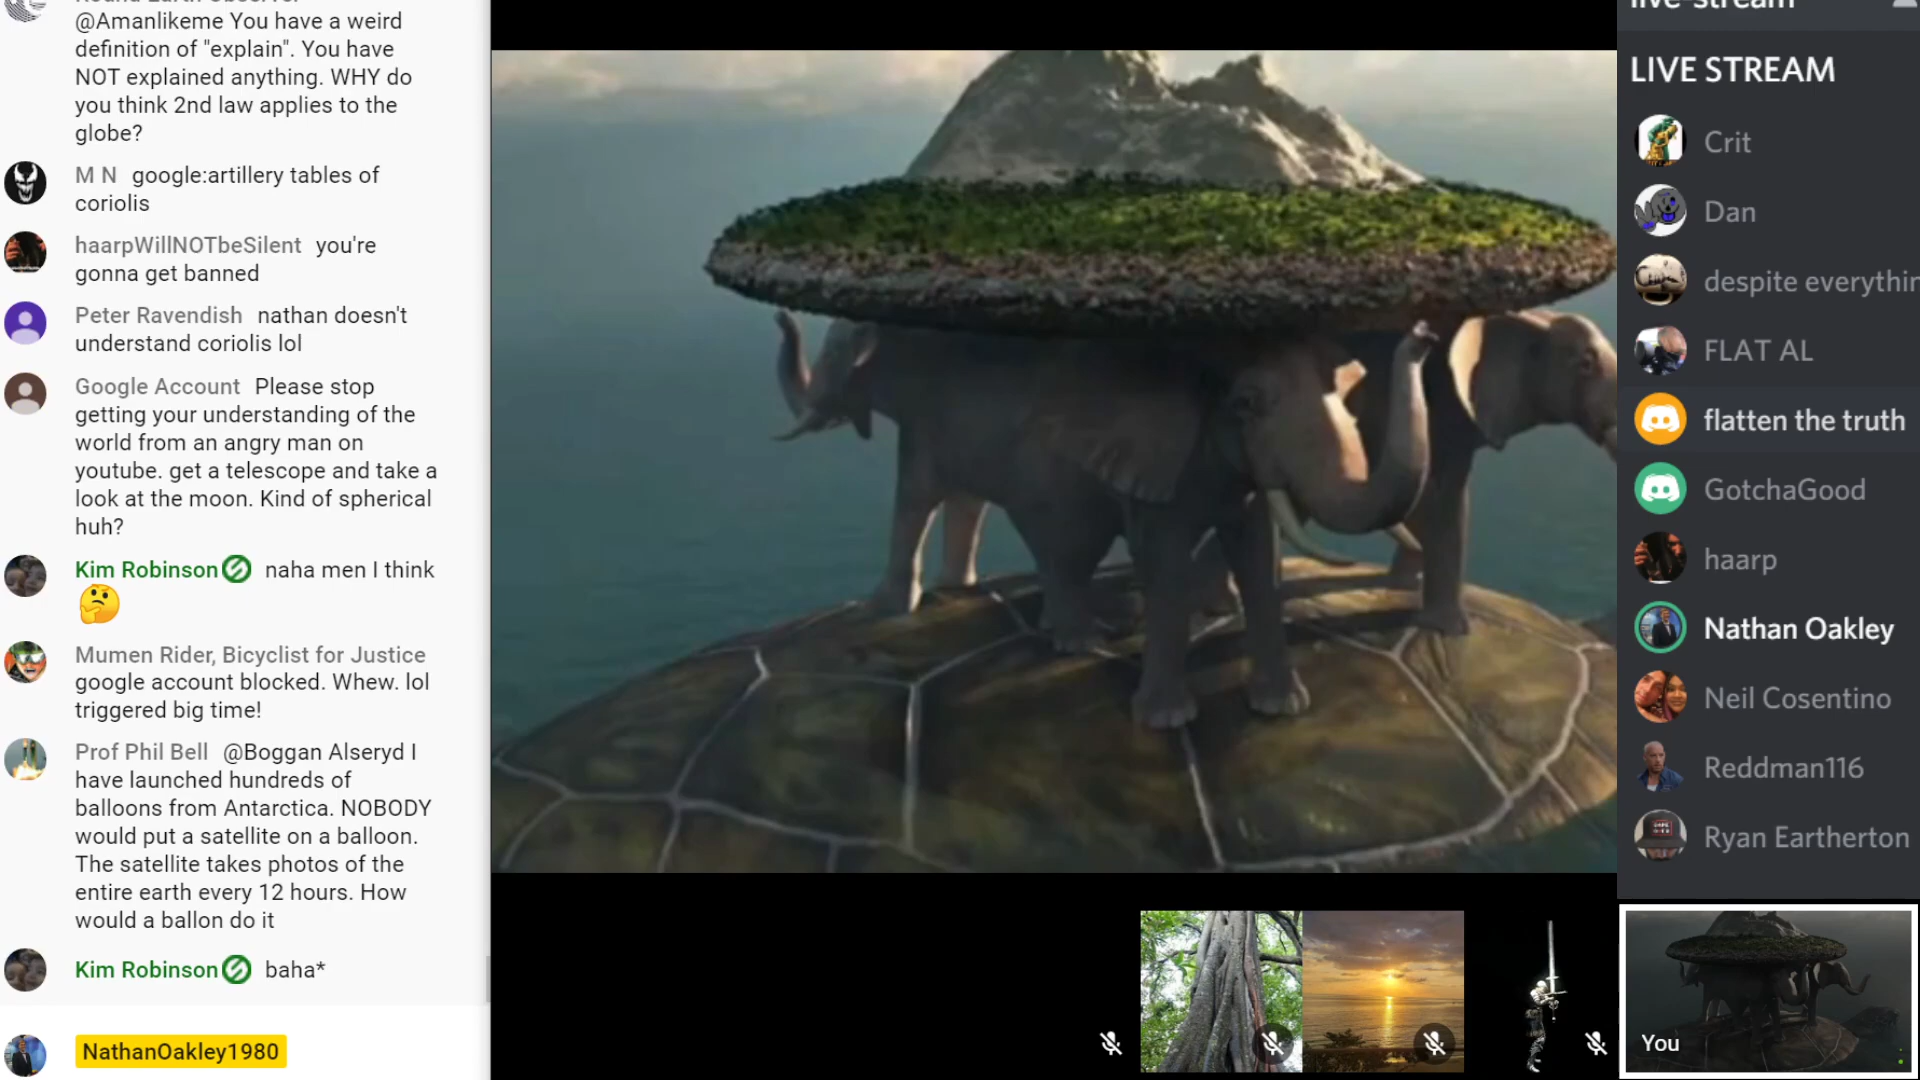 @Amanlikeme You have a weird
definition of "explain". You have
NOT explained anything. WHY do
you think 2nd law applies to the
globe?
M N google:artillery tables of
coriolis
haarpWillNOTbeSilent you're
gonna get banned
Peter Ravendish nathan doesn't
understand coriolis lol
Google Account Please stop
getting your understanding of the
world from an angry man on
youtube. get a telescope and take a
look at the moon. Kind of spherical
huh?
Kim Robinson naha men I think
Mumen Rider, Bicyclist for Justice
google account blocked. Whew. lol
triggered big time!
Prof Phil Bell @Boggan Alseryd I
have launched hundreds of
balloons from Antarctica. NOBODY
would put a satellite on a balloon.
The satellite takes photos of the
entire earth every 12 hours. How
would a ballon do it
Kim Robinson baha*
NathanOakley1980
live-stream
LIVE STREAM
Crit
Dan
despite everythin
FLAT AL
flatten the truth
GotchaGood
haarp
Nathan Oakley
Neil Cosentino
Reddman116
Ryan Eartherton
You